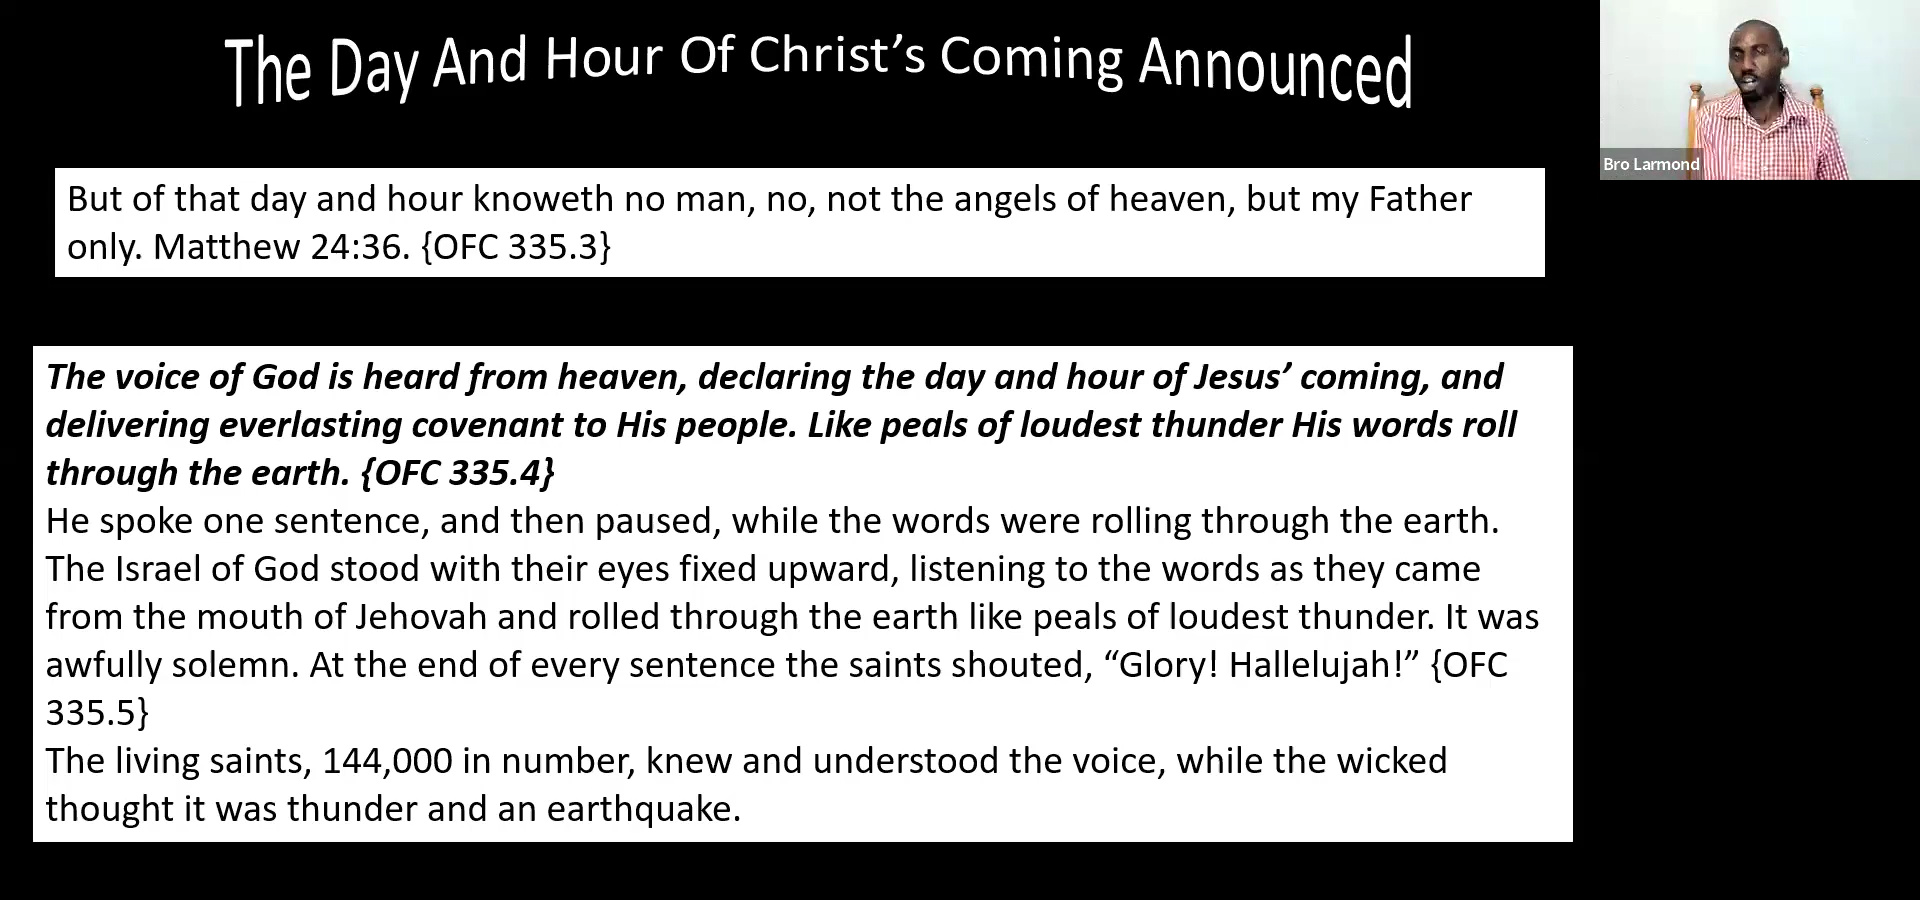 The Day And Hour Of Christ’s Coming Announced
Bro Larmond
But of that day and hour knoweth no man, no, not the angels of heaven, but my Father
only. Matthew 24:36. {OFC 335.3}
The voice of God is heard from heaven, declaring the day and hour of Jesus’ coming, and
delivering everlasting covenant to His people. Like peals of loudest thunder His words roll
through the earth. {OFC 335.4}
He spoke one sentence, and then paused, while the words were rolling through the earth.
The Israel of God stood with their eyes fixed upward, listening to the words as they came
from the mouth of Jehovah and rolled through the earth like peals of loudest thunder. It was
awfully solemn. At the end of every sentence the saints shouted, “Glory! Hallelujah!” {OFC
335.5}
The living saints, 144,000 in number, knew and understood the voice, while the wicked
thought it was thunder and an earthquake.